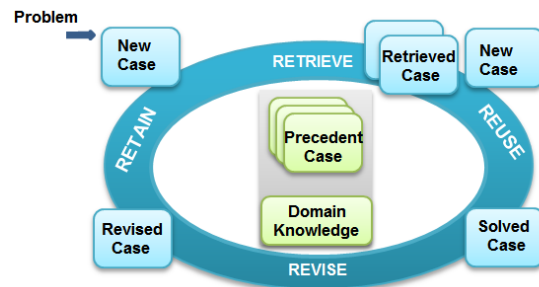 Problem
New
Case
RETRIEVE
Retrieved
Case
New
Case
RETAIN
Precedent
Case
REUSE
Domain
Knowledge
Revised
Case
Solved
Case
REVISE